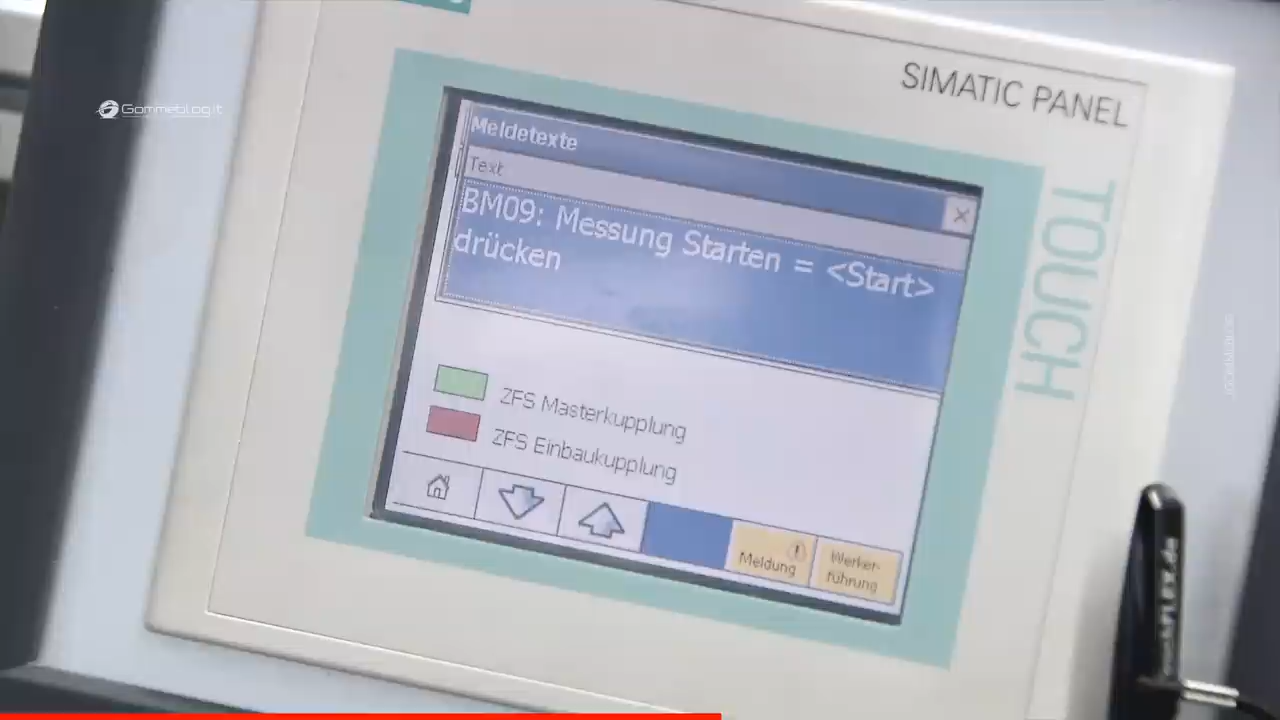 Gommeblog.it
SIMATIC PANEL
TOUCH
Meldetexte
Text
BM09: Messung Starten = <Start>
drücken
ZFS Masterkupplung
ZFS Einbaukupplung
Meldung
Werker-
führung